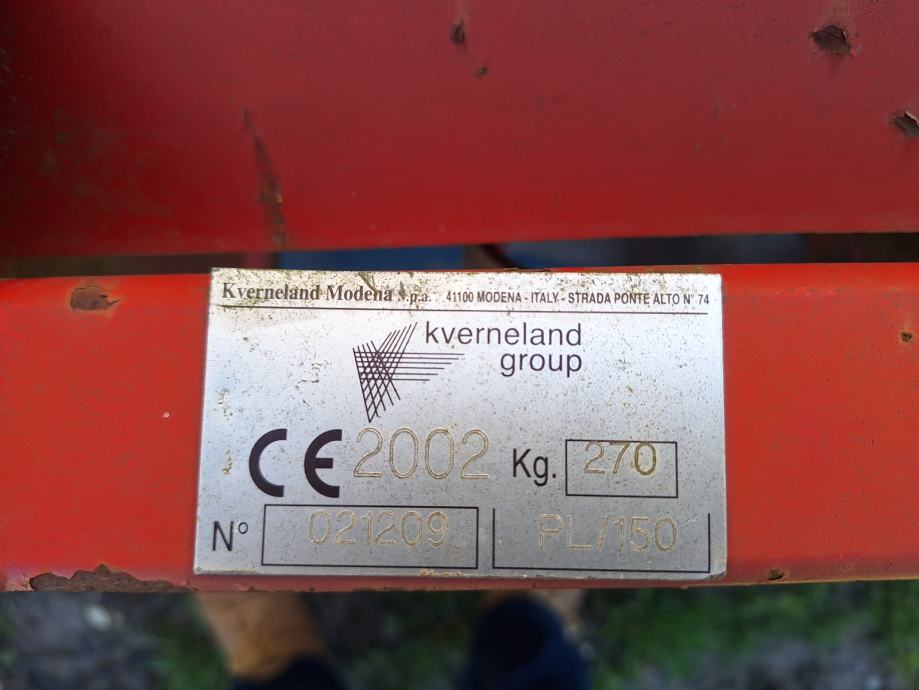 Kverneland Modena s.p.a. 41100 MODENA - ITALY - STRADA PONTE ALTO N° 74
kverneland
group
CE 2002 Kg. 270
N° 021209 PL/150